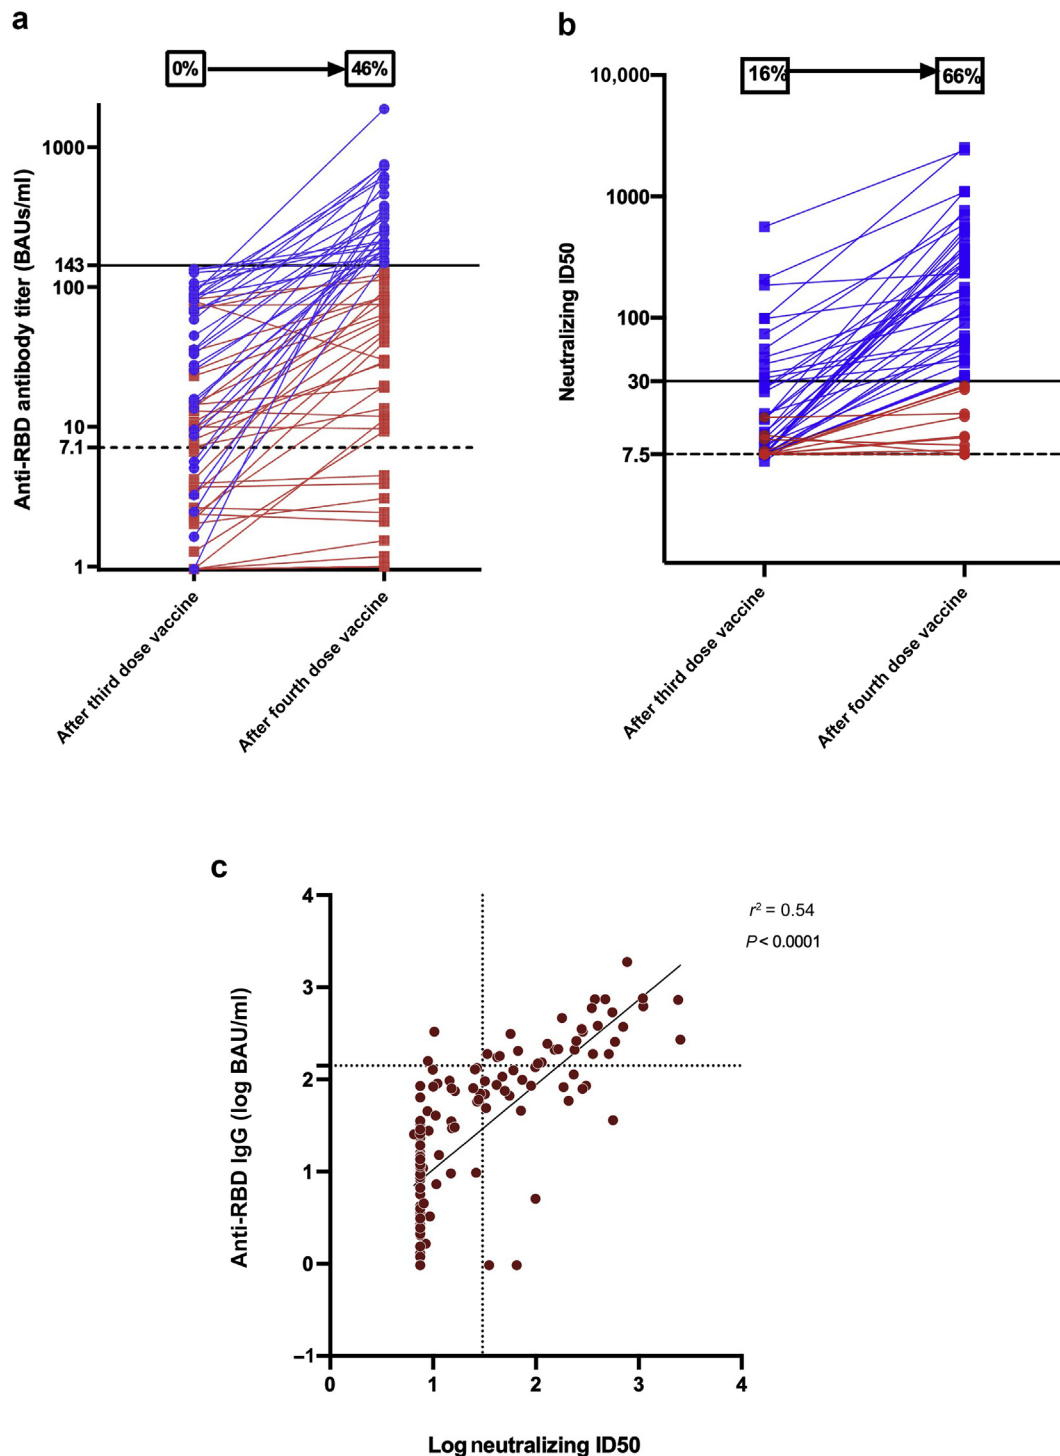 a
0%
46%
1000
143
100
10
7.1
1
Anti-RBD antibody titer (BAUs/ml)
After third dose vaccine
After fourth dose vaccine
b
16%
66%
10,000
1000
100
30
7.5
Neutralizing ID50
After third dose vaccine
After fourth dose vaccine
c
r² = 0.54
P < 0.0001
4
3
2
1
0
–1
Anti-RBD IgG (log BAU/ml)
0
1
2
3
4
Log neutralizing ID50